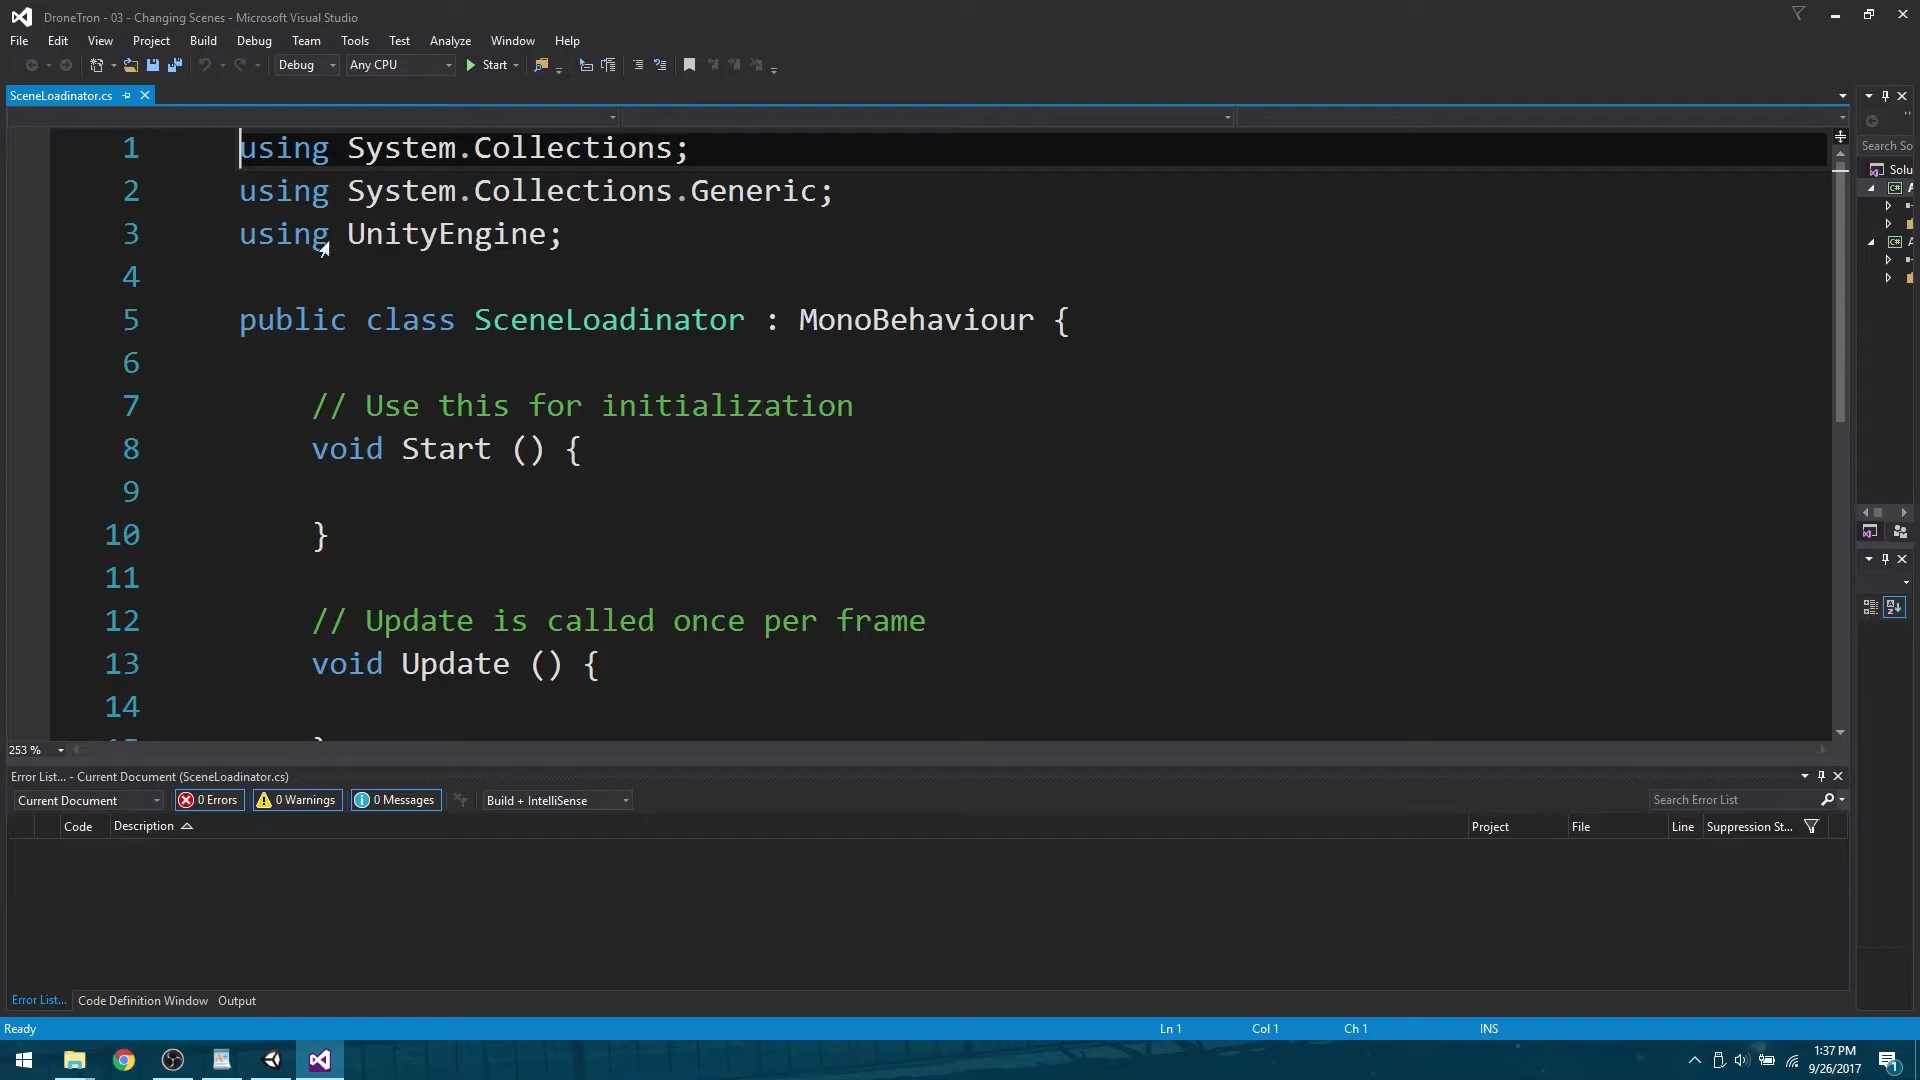 DroneTron - 03 - Changing Scenes - Microsoft Visual Studio
File Edit View Project Build Debug Team Tools Test Analyze Window Help
Debug Any CPU Start
SceneLoadinator.cs
1 using System.Collections;
2 using System.Collections.Generic;
3 using UnityEngine;
4
5 public class SceneLoadinator : MonoBehaviour {
6
7 // Use this for initialization
8 void Start () {
9
10 }
11
12 // Update is called once per frame
13 void Update () {
14
Search So
Solu
C# A
C# A
253 %
Error List... - Current Document (SceneLoadinator.cs)
Current Document 0 Errors 0 Warnings 0 Messages Build + IntelliSense Search Error List
Code Description Project File Line Suppression St...
Error List... Code Definition Window Output
Ready Ln 1 Col 1 Ch 1 INS
1:37 PM
9/26/2017
1